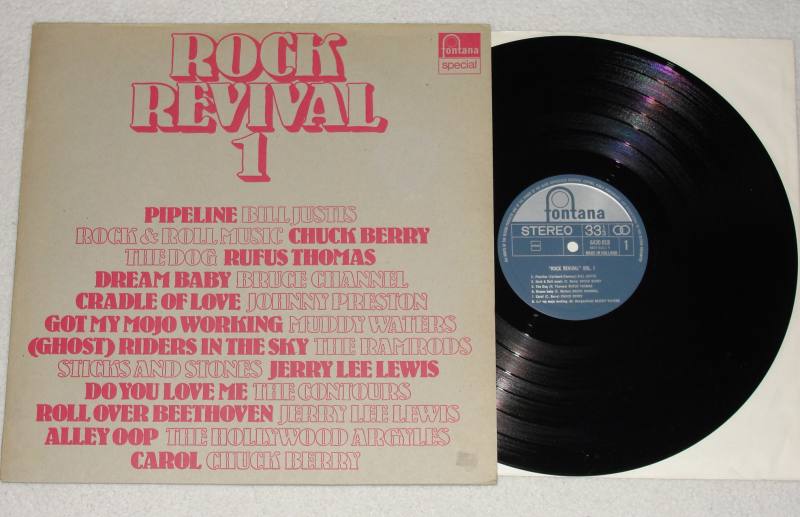 ROCK
REVIVAL
1
fontana
special
PIPELINE BILL JUSTIS
ROCK & ROLL MUSIC CHUCK BERRY
THE DOG RUFUS THOMAS
DREAM BABY BRUCE CHANNEL
CRADLE OF LOVE JOHNNY PRESTON
GOT MY MOJO WORKING MUDDY WATERS
(GHOST) RIDERS IN THE SKY THE RAMRODS
STICKS AND STONES JERRY LEE LEWIS
DO YOU LOVE ME THE CONTOURS
ROLL OVER BEETHOVEN JERRY LEE LEWIS
ALLEY OOP THE HOLLYWOOD ARGYLES
CAROL CHUCK BERRY
fontana
STEREO 33⅓
1
MADE IN HOLLAND
"ROCK REVIVAL" VOL. 1